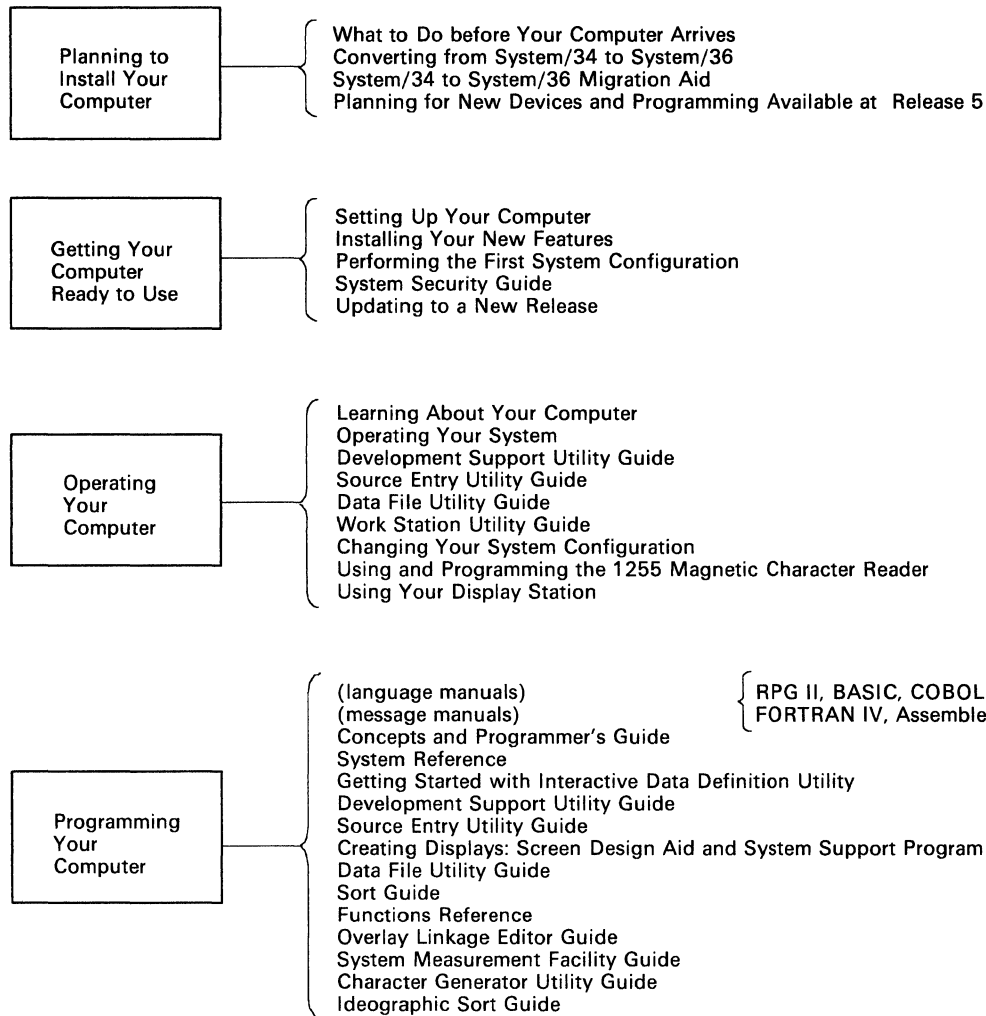 Planning to
Install Your
Computer
What to Do before Your Computer Arrives
Converting from System/34 to System/36
System/34 to System/36 Migration Aid
Planning for New Devices and Programming Available at Release 5
Getting Your
Computer
Ready to Use
Setting Up Your Computer
Installing Your New Features
Performing the First System Configuration
System Security Guide
Updating to a New Release
Operating
Your
Computer
Learning About Your Computer
Operating Your System
Development Support Utility Guide
Source Entry Utility Guide
Data File Utility Guide
Work Station Utility Guide
Changing Your System Configuration
Using and Programming the 1255 Magnetic Character Reader
Using Your Display Station
Programming
Your
Computer
(language manuals) RPG II, BASIC, COBOL
(message manuals) FORTRAN IV, Assemble
Concepts and Programmer's Guide
System Reference
Getting Started with Interactive Data Definition Utility
Development Support Utility Guide
Source Entry Utility Guide
Creating Displays: Screen Design Aid and System Support Program
Data File Utility Guide
Sort Guide
Functions Reference
Overlay Linkage Editor Guide
System Measurement Facility Guide
Character Generator Utility Guide
Ideographic Sort Guide